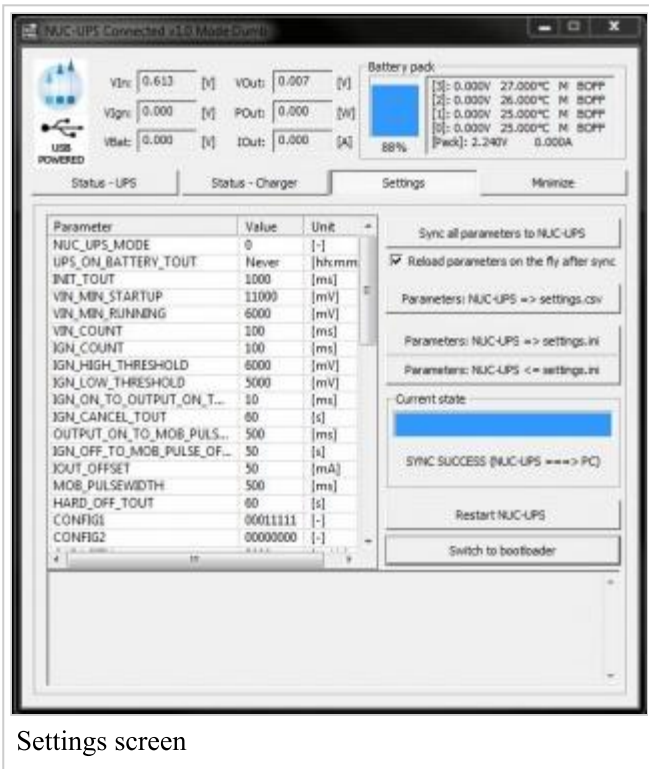 NUC-UPS Connected v1.0 Mode Dumb
VIn: 0.613 [V] VOut: 0.007 [V]
VIgn: 0.000 [V] POut: 0.000 [W]
VBat: 0.000 [V] IOut: 0.000 [A]
USB
POWERED
Battery pack
88%
[3]: 0.000V 27.000°C M BOFF
[2]: 0.000V 26.000°C M BOFF
[1]: 0.000V 25.000°C M BOFF
[0]: 0.000V 25.000°C M BOFF
[Pack]: 2.240V 0.000A
Status - UPS Status - Charger Settings Minimize
Parameter Value Unit
NUC_UPS_MODE 0 [-]
UPS_ON_BATTERY_TOUT Never [hh:mm
INIT_TOUT 1000 [ms]
VIN_MIN_STARTUP 11000 [mV]
VIN_MIN_RUNNING 6000 [mV]
VIN_COUNT 100 [ms]
IGN_COUNT 100 [ms]
IGN_HIGH_THRESHOLD 6000 [mV]
IGN_LOW_THRESHOLD 5000 [mV]
IGN_ON_TO_OUTPUT_ON_T... 10 [ms]
IGN_CANCEL_TOUT 60 [s]
OUTPUT_ON_TO_MOB_PULS... 500 [ms]
IGN_OFF_TO_MOB_PULSE_OF... 50 [s]
IOUT_OFFSET 50 [mA]
MOB_PULSEWIDTH 500 [ms]
HARD_OFF_TOUT 60 [s]
CONFIG1 00011111 [-]
CONFIG2 00000000 [-]
Sync all parameters to NUC-UPS
Reload parameters on the fly after sync
Parameters: NUC-UPS => settings.csv
Parameters: NUC-UPS => settings.ini
Parameters: NUC-UPS <= settings.ini
Current state
SYNC SUCCESS (NUC-UPS ===> PC)
Restart NUC-UPS
Switch to bootloader
Settings screen